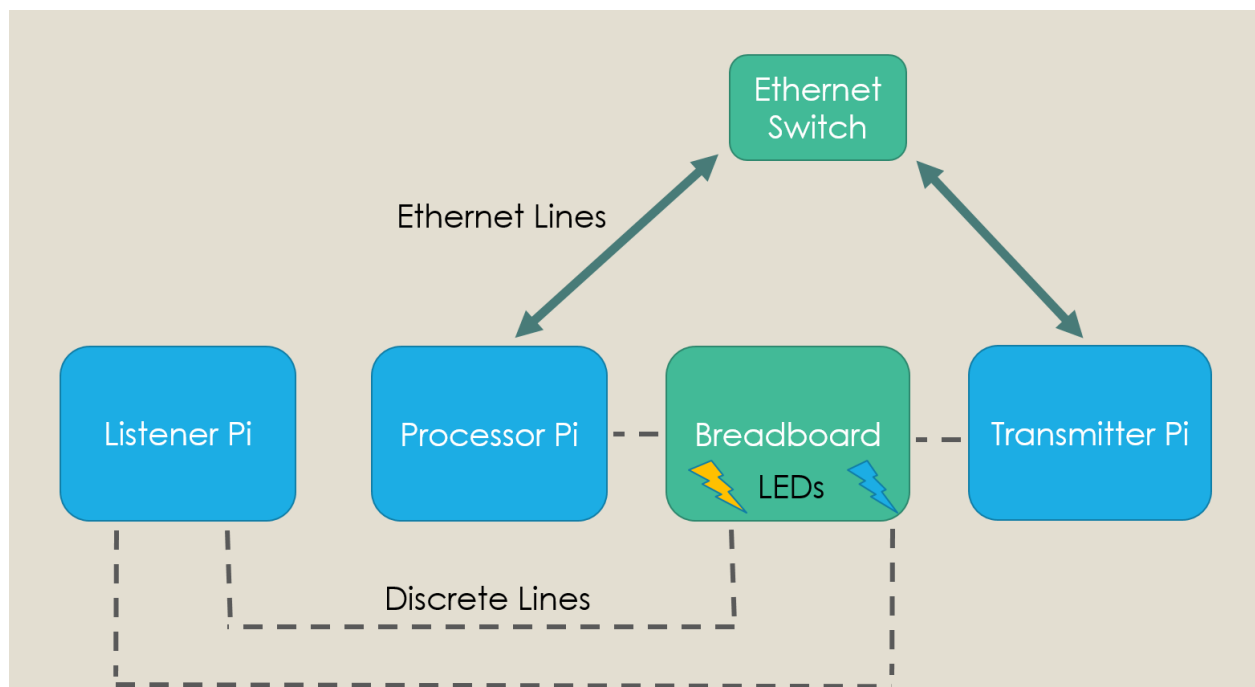 Ethernet
Switch
Ethernet Lines
Listener Pi
Processor Pi
Breadboard
LEDs
Transmitter Pi
Discrete Lines